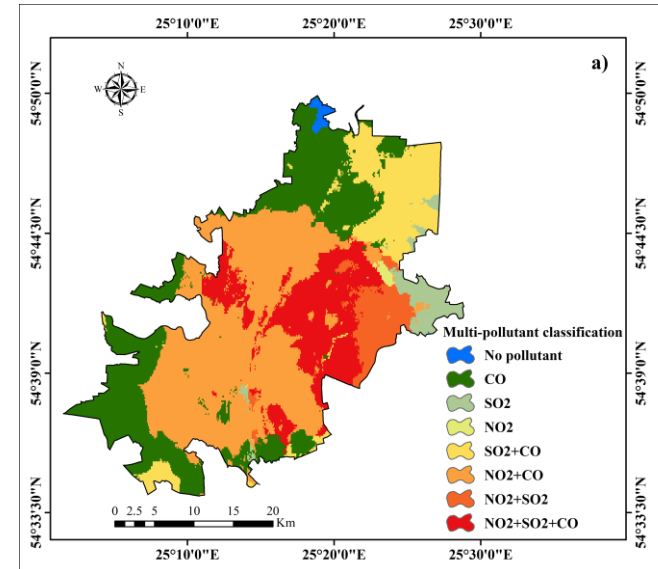 25°10'0"E 25°20'0"E 25°30'0"E
a)
N
W E
S
54°50'0"N 54°50'0"N
54°44'30"N 54°44'30"N
54°39'0"N 54°39'0"N
54°33'30"N 54°33'30"N
Multi-pollutant classification
No pollutant
CO
SO2
NO2
SO2+CO
NO2+CO
NO2+SO2
NO2+SO2+CO
0 2.5 5 10 15 20
Km
25°10'0"E 25°20'0"E 25°30'0"E